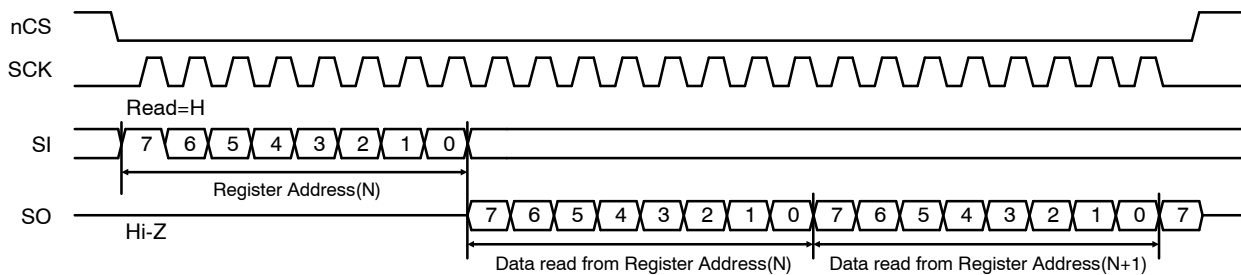 nCS
SCK
Read=H
SI 7 6 5 4 3 2 1 0
Register Address(N)
SO 7 6 5 4 3 2 1 0 7 6 5 4 3 2 1 0 7
Hi-Z
Data read from Register Address(N) Data read from Register Address(N+1)